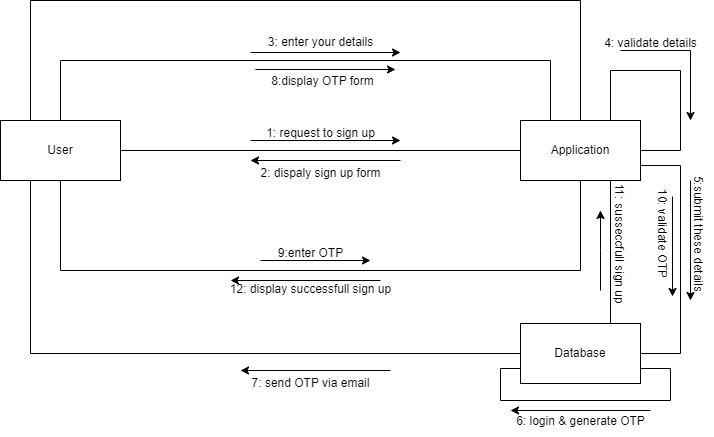 3: enter your details
4: validate details
8:display OTP form
User
1: request to sign up
Application
2: dispaly sign up form
5:submit these details
10: validate OTP
11: susseccfull sign up
9:enter OTP
12: display successfull sign up
Database
7: send OTP via email
6: login & generate OTP